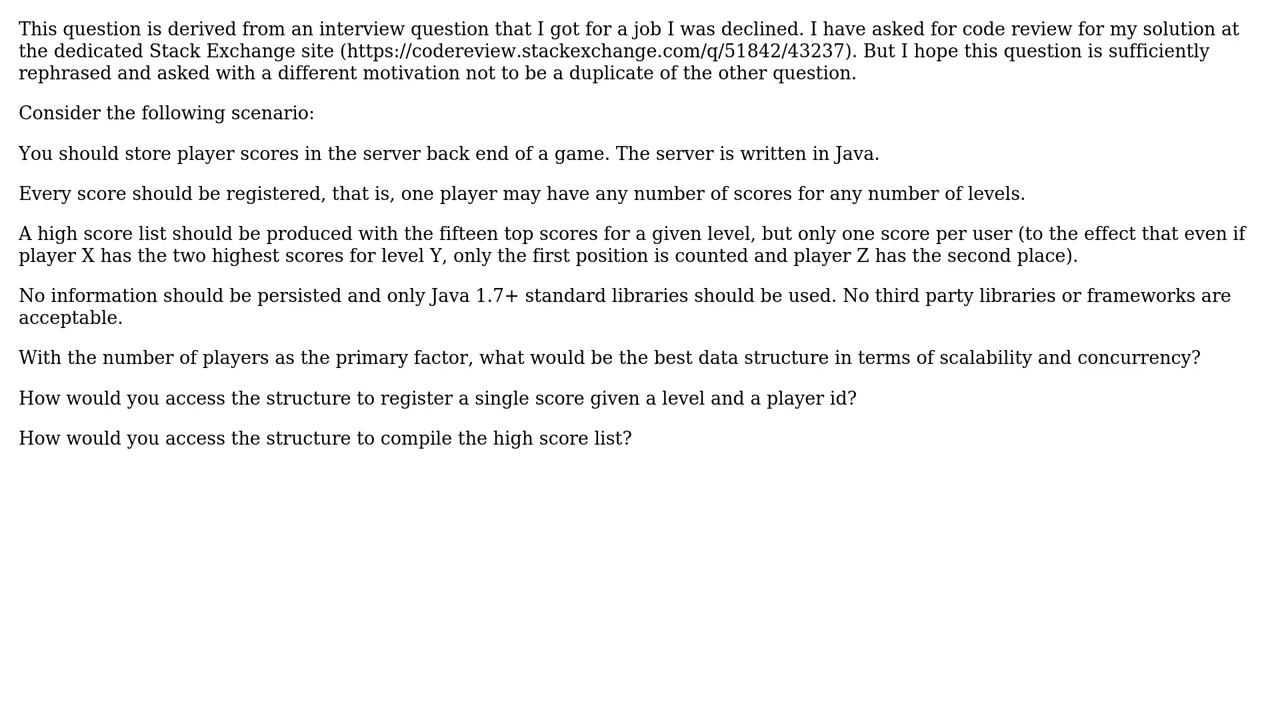 This question is derived from an interview question that I got for a job I was declined. I have asked for code review for my solution at
the dedicated Stack Exchange site (https://codereview.stackexchange.com/q/51842/43237). But I hope this question is sufficiently
rephrased and asked with a different motivation not to be a duplicate of the other question.
Consider the following scenario:
You should store player scores in the server back end of a game. The server is written in Java.
Every score should be registered, that is, one player may have any number of scores for any number of levels.
A high score list should be produced with the fifteen top scores for a given level, but only one score per user (to the effect that even if
player X has the two highest scores for level Y, only the first position is counted and player Z has the second place).
No information should be persisted and only Java 1.7+ standard libraries should be used. No third party libraries or frameworks are
acceptable.
With the number of players as the primary factor, what would be the best data structure in terms of scalability and concurrency?
How would you access the structure to register a single score given a level and a player id?
How would you access the structure to compile the high score list?